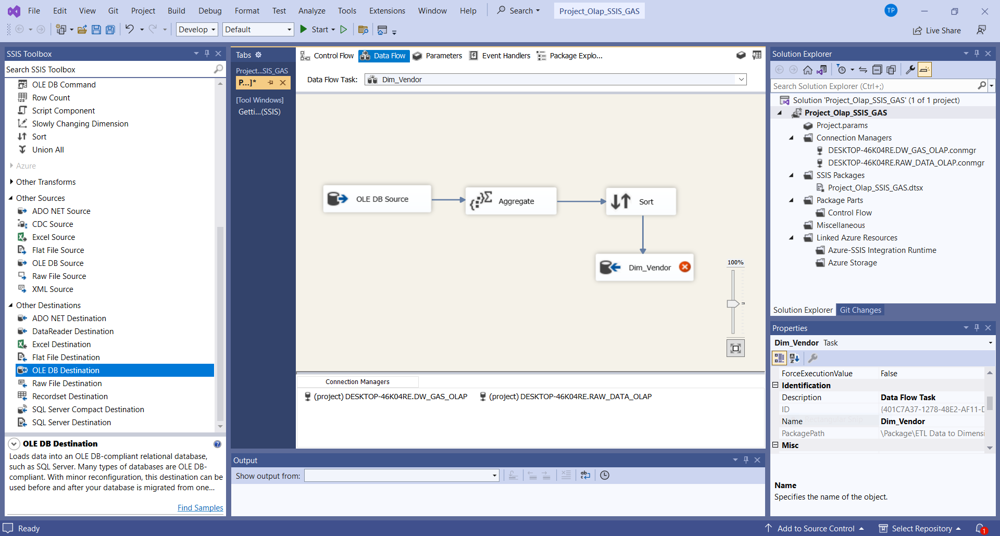 File Edit View Git Project Build Debug Format Test Analyze Tools Extensions Window Help Search Project_Olap_SSIS_GAS TP
Develop Default Start Live Share
SSIS Toolbox
Search SSIS Toolbox
OLE DB Command
Row Count
Script Component
Slowly Changing Dimension
Sort
Union All
Azure
Other Transforms
Other Sources
ADO NET Source
CDC Source
Excel Source
Flat File Source
OLE DB Source
Raw File Source
XML Source
Other Destinations
ADO NET Destination
DataReader Destination
Excel Destination
Flat File Destination
OLE DB Destination
Raw File Destination
Recordset Destination
SQL Server Compact Destination
SQL Server Destination
OLE DB Destination
Loads data into an OLE DB-compliant relational database,
such as SQL Server. Many types of databases are OLE DB-
compliant. With minor reconfiguration, this destination can be
used before and after your database is migrated from one...
Find Samples
Tabs
Project...SIS_GAS
P...]*
[Tool Windows]
Getti...(SSIS)
Control Flow Data Flow Parameters Event Handlers Package Explo...
Data Flow Task: Dim_Vendor
OLE DB Source
Aggregate
Sort
Dim_Vendor
100%
Connection Managers
(project) DESKTOP-46K04RE.DW_GAS_OLAP (project) DESKTOP-46K04RE.RAW_DATA_OLAP
Output
Show output from:
Solution Explorer
Search Solution Explorer (Ctrl+;)
Solution 'Project_Olap_SSIS_GAS' (1 of 1 project)
Project_Olap_SSIS_GAS
Project.params
Connection Managers
DESKTOP-46K04RE.DW_GAS_OLAP.conmgr
DESKTOP-46K04RE.RAW_DATA_OLAP.conmgr
SSIS Packages
Project_Olap_SSIS_GAS.dtsx
Package Parts
Control Flow
Miscellaneous
Linked Azure Resources
Azure-SSIS Integration Runtime
Azure Storage
Solution Explorer Git Changes
Properties
Dim_Vendor Task
ForceExecutionValue False
Identification
Description Data Flow Task
ID {401C7A37-1278-48E2-AF11-D
Name Dim_Vendor
PackagePath \Package\ETL Data to Dimensi
Misc
Name
Specifies the name of the object.
Ready Add to Source Control Select Repository 1